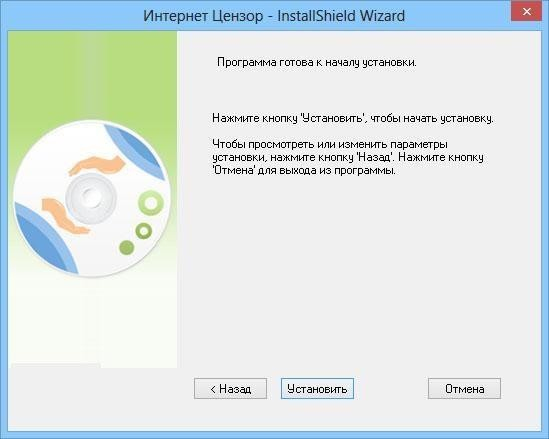 Интернет Цензор - InstallShield Wizard
Программа готова к началу установки.
Нажмите кнопку 'Установить', чтобы начать установку.
Чтобы просмотреть или изменить параметры
установки, нажмите кнопку 'Назад'. Нажмите кнопку
'Отмена' для выхода из программы.
< Назад
Установить
Отмена